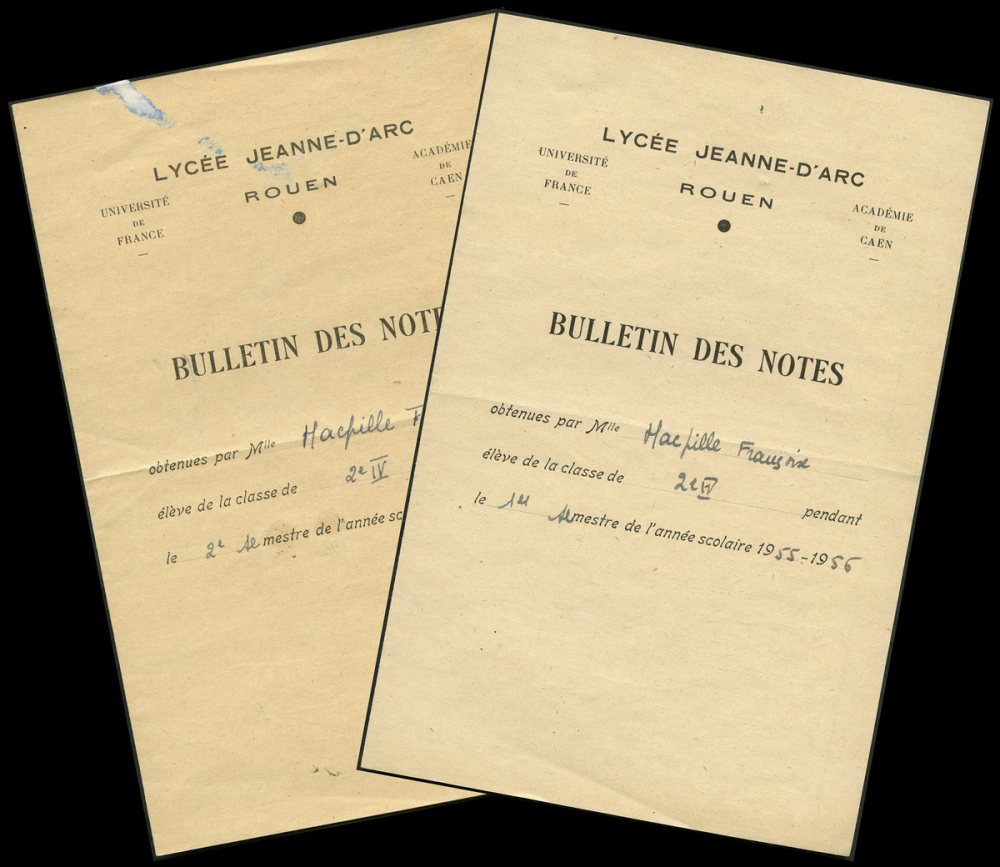 LYCÉE JEANNE-D'ARC
ROUEN
UNIVERSITÉ
DE
FRANCE
ACADÉMIE
DE
CAEN
BULLETIN DES NOT
obtenues par Mlle Hacpille F
élève de la classe de 2e IV
le 2e semestre de l'année sc
LYCÉE JEANNE-D'ARC
ROUEN
UNIVERSITÉ
DE
FRANCE
ACADÉMIE
DE
CAEN
BULLETIN DES NOTES
obtenues par Mlle Hacpille Françoise
élève de la classe de 2e IV pendant
le 1er semestre de l'année scolaire 1955-1956